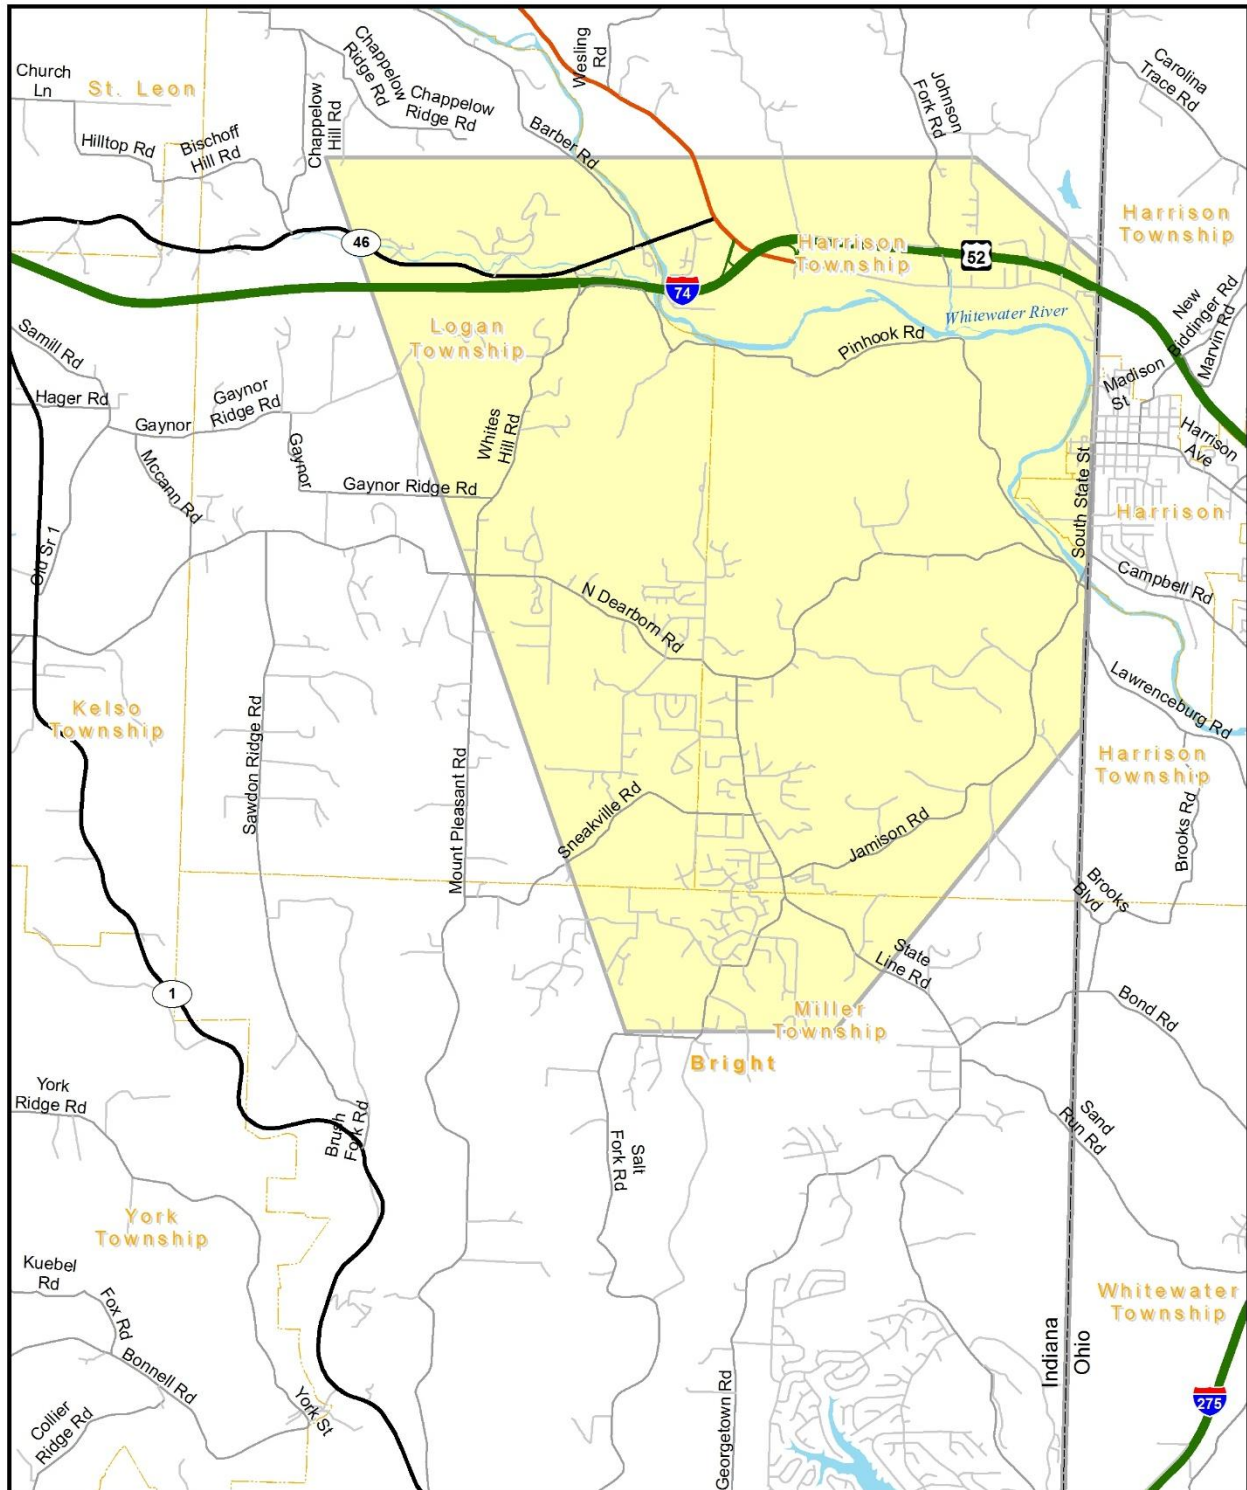 Church
Ln
St. Leon
Hilltop Rd
Bischoff
Hill Rd
Chappelow
Hill Rd
Chappelow
Ridge Rd
Chappelow
Ridge Rd
Barber Rd
Wesling
Rd
Johnson
Fork Rd
Carolina
Trace Rd
Harrison
Township
46
Harrison
Township
52
74
Whitewater River
New
Biddinger Rd
Marvin Rd
Logan
Township
Pinhook Rd
Madison
St
Samill Rd
Hager Rd
Gaynor
Gaynor
Ridge Rd
Gaynor
Mccann Rd
Gaynor Ridge Rd
Whites
Hill Rd
Harrison
Ave
Harrison
South State St
Old Sr 1
Campbell Rd
N Dearborn Rd
Lawrenceburg Rd
Kelso
Township
Sawdon Ridge Rd
Mount Pleasant Rd
Sneakville Rd
Jamison Rd
Harrison
Township
Brooks Rd
Brooks
Blvd
State
Line Rd
1
Miller
Township
Bond Rd
Bright
York
Ridge Rd
Brush
Fork Rd
Salt
Fork Rd
Sand
Run Rd
York
Township
Kuebel
Rd
Fox Rd
Bonnell Rd
Collier
Ridge Rd
York St
Georgetown Rd
Indiana
Ohio
Whitewater
Township
275